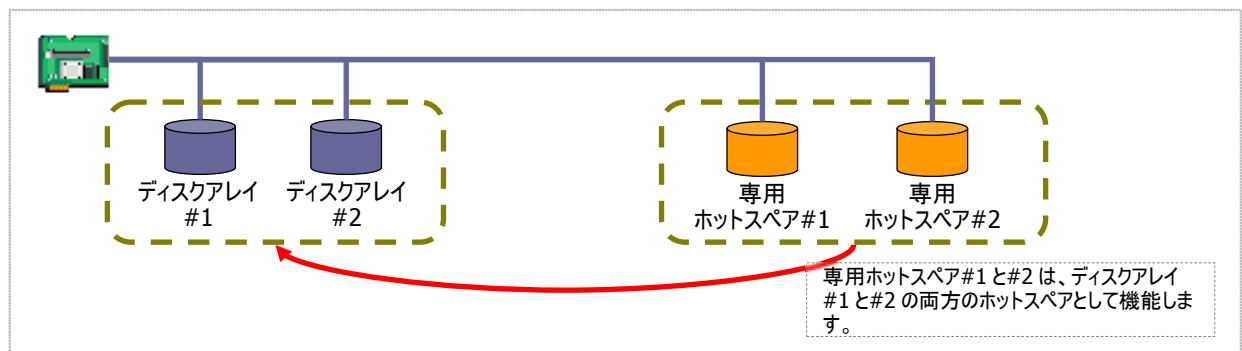 ディスクアレイ
#1
ディスクアレイ
#2
専用
ホットスペア#1
専用
ホットスペア#2
専用ホットスペア#1 と#2 は、ディスクアレイ
#1 と#2 の両方のホットスペアとして機能しま
す。